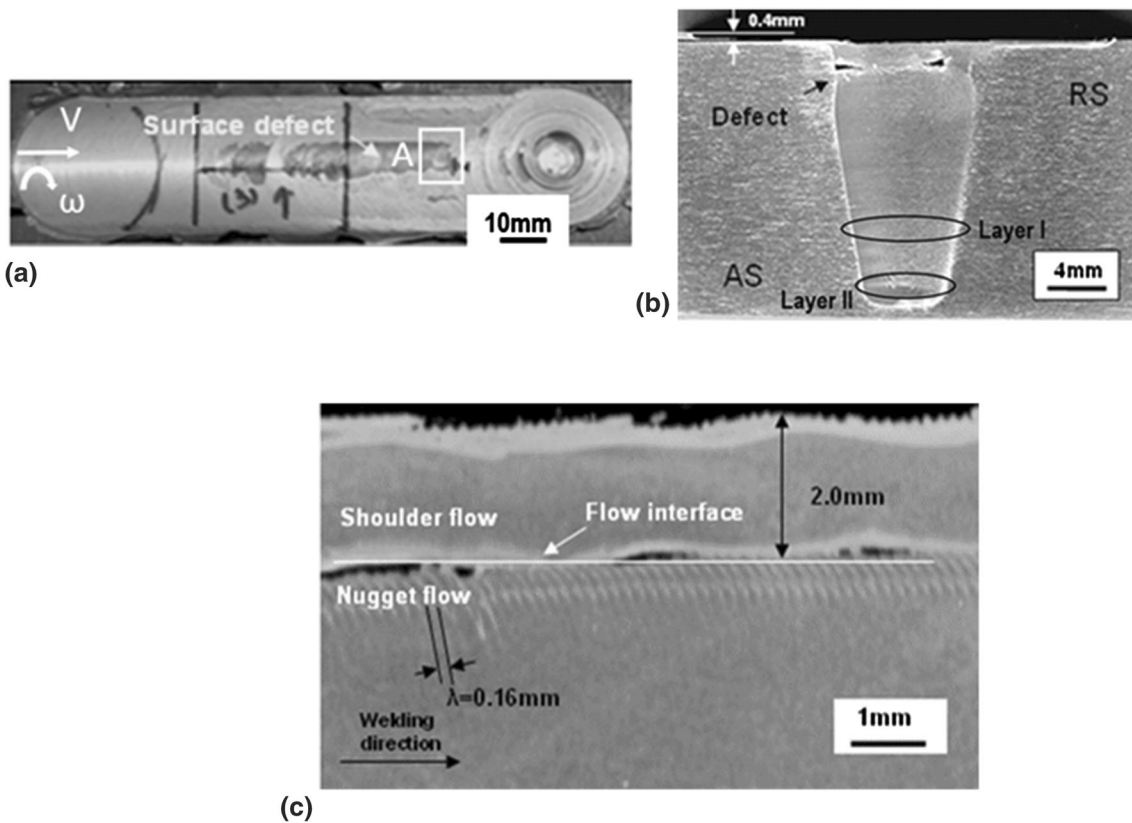 V
ω
Surface defect
A
(3) ↑
10mm
(a)
0.4mm
Defect
RS
Layer I
AS
Layer II
4mm
(b)
Shoulder flow
Flow interface
2.0mm
Nugget flow
λ=0.16mm
Welding
direction
1mm
(c)